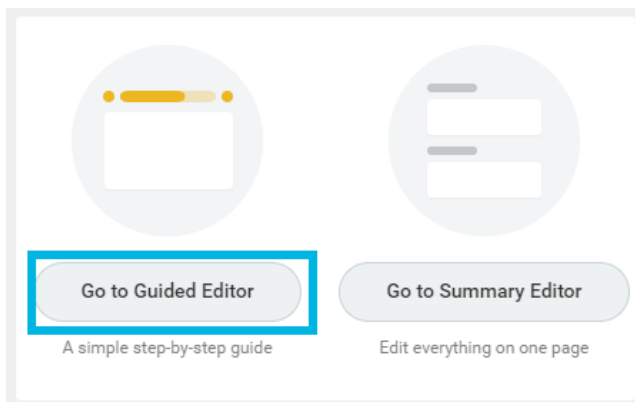 Go to Guided Editor
Go to Summary Editor
A simple step-by-step guide
Edit everything on one page